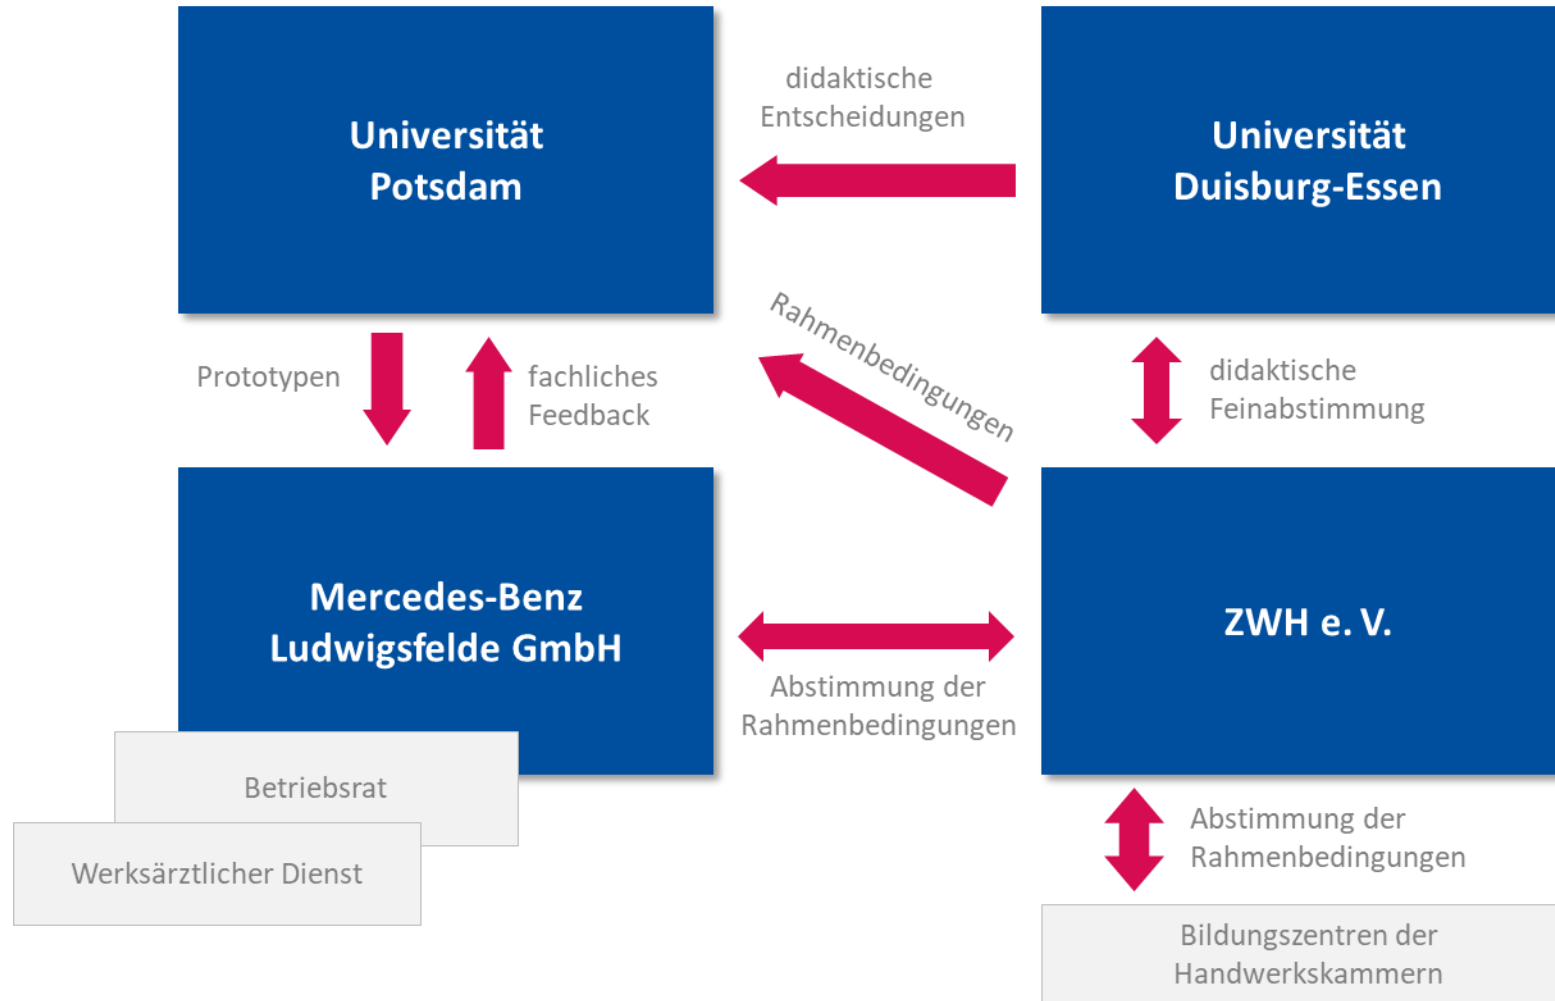 Universität
Potsdam
didaktische
Entscheidungen
Universität
Duisburg-Essen
Prototypen
fachliches
Feedback
Rahmenbedingungen
didaktische
Feinabstimmung
Mercedes-Benz
Ludwigsfelde GmbH
Abstimmung der
Rahmenbedingungen
ZWH e. V.
Betriebsrat
Werksärztlicher Dienst
Abstimmung der
Rahmenbedingungen
Bildungszentren der
Handwerkskammern